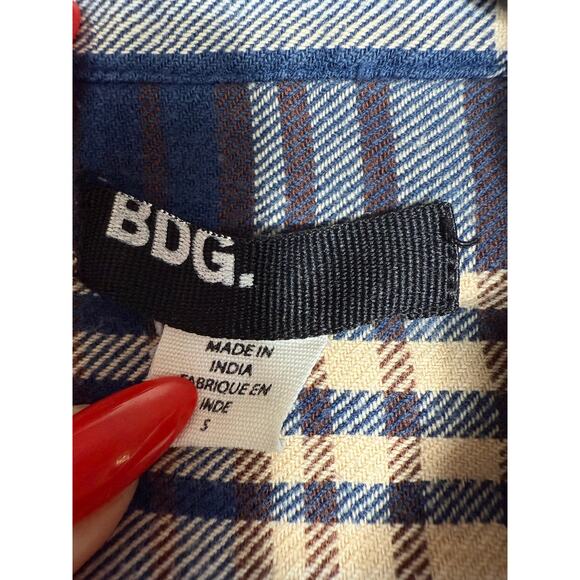 BDG.
MADE IN
INDIA
FABRIQUE EN
INDE
S